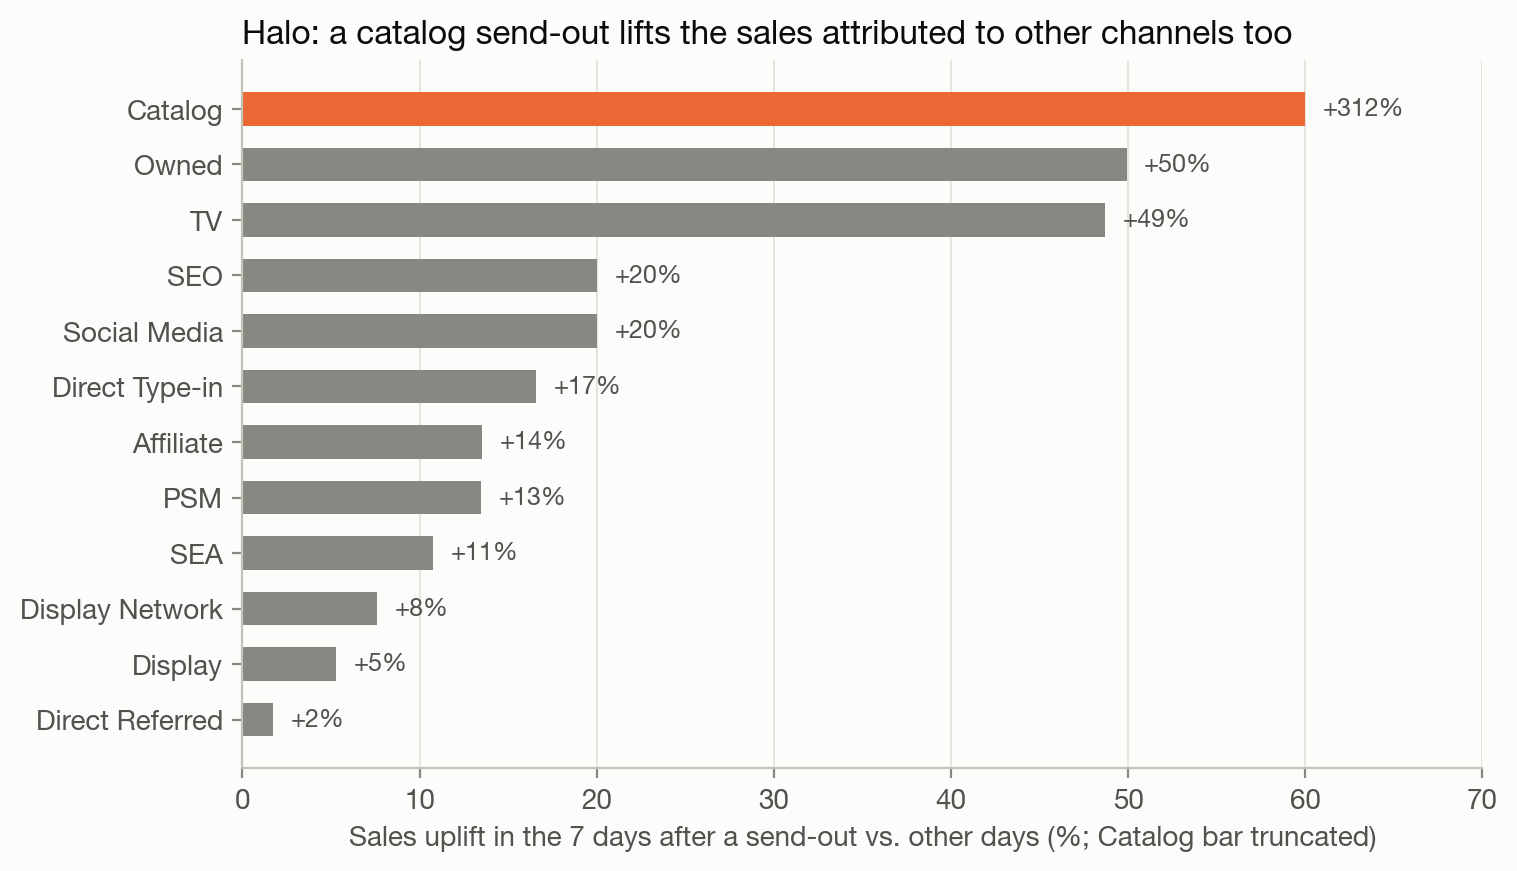 Halo: a catalog send-out lifts the sales attributed to other channels too
Catalog +312%
Owned +50%
TV +49%
SEO +20%
Social Media +20%
Direct Type-in +17%
Affiliate +14%
PSM +13%
SEA +11%
Display Network +8%
Display +5%
Direct Referred +2%
0 10 20 30 40 50 60 70
Sales uplift in the 7 days after a send-out vs. other days (%; Catalog bar truncated)